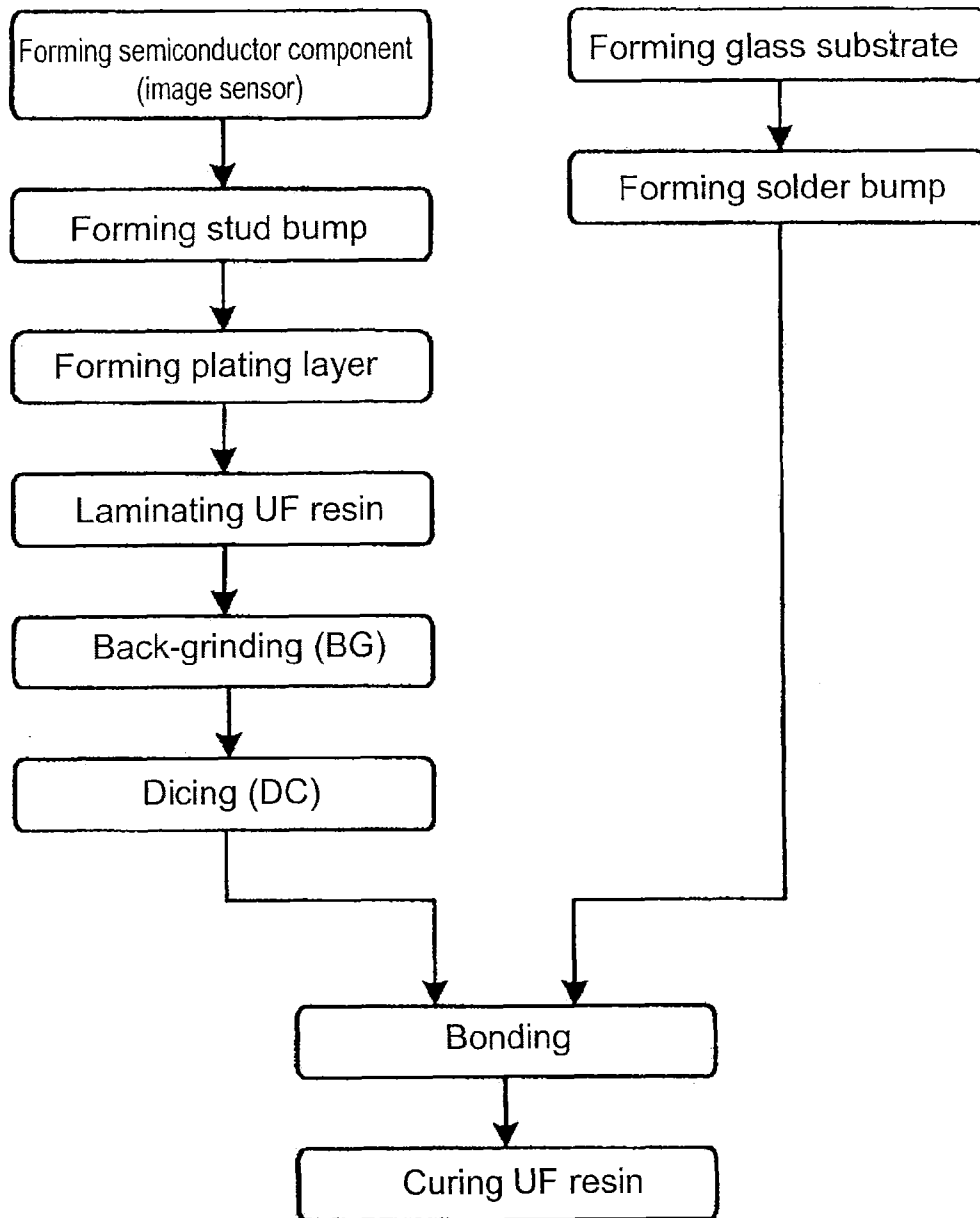 Forming semiconductor component
(image sensor)
Forming stud bump
Forming plating layer
Laminating UF resin
Back-grinding (BG)
Dicing (DC)
Forming glass substrate
Forming solder bump
Bonding
Curing UF resin